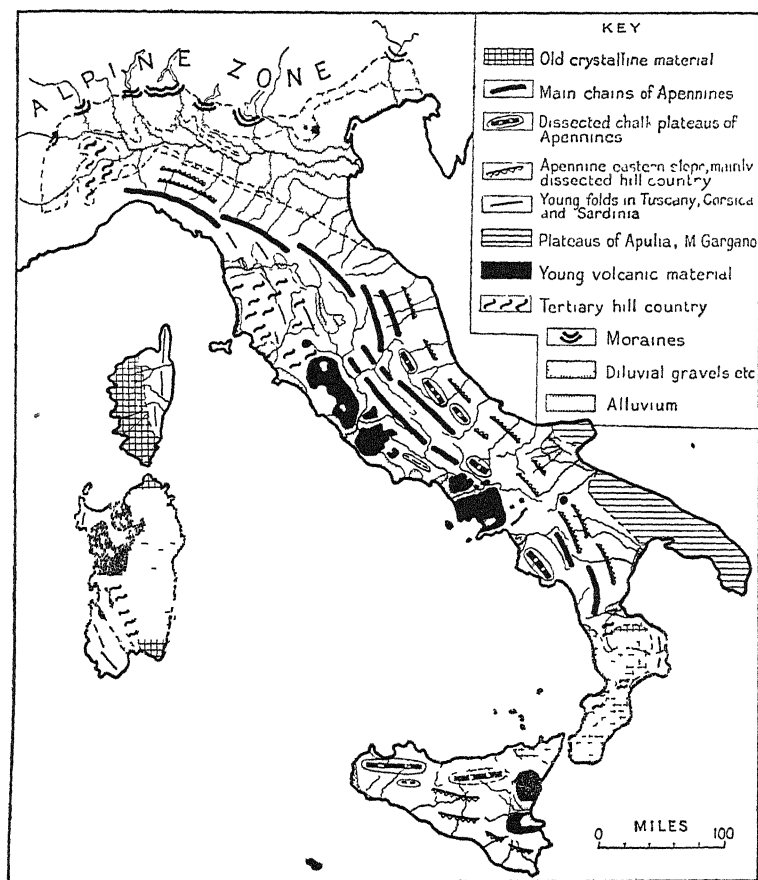 ALPINE ZONE
KEY
Old crystalline material
Main chains of Apennines
Dissected chalk plateaus of
Apennines
Apennine eastern slope, mainly
dissected hill country
Young folds in Tuscany, Corsica
and Sardinia
Plateaus of Apulia, M Gargano
Young volcanic material
Tertiary hill country
Moraines
Diluvial gravels etc
Alluvium
MILES
0 100